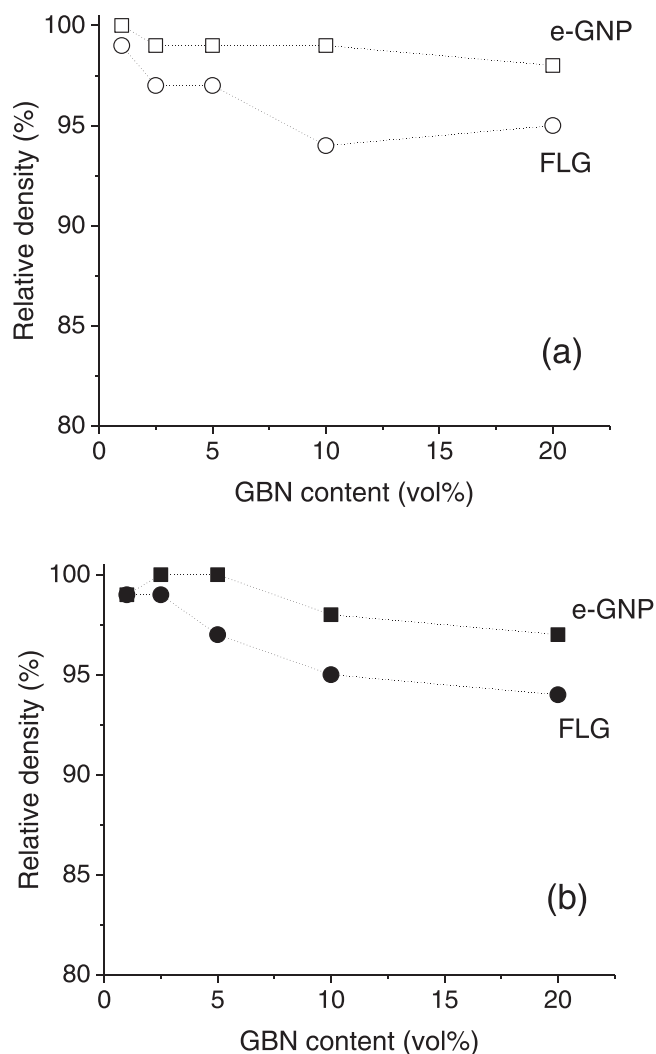 100
95
90
85
80
0
5
10
15
20
Relative density (%)
GBN content (vol%)
e-GNP
FLG
(a)
100
95
90
85
80
0
5
10
15
20
Relative density (%)
GBN content (vol%)
e-GNP
FLG
(b)